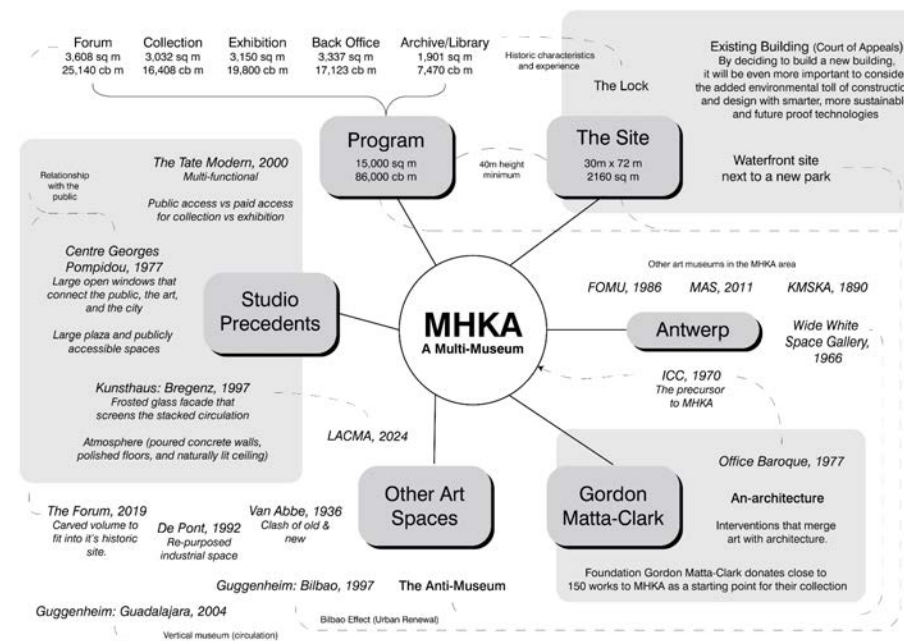 Forum
3,608 sq m
25,140 cb m
Collection
3,032 sq m
16,408 cb m
Exhibition
3,150 sq m
19,800 cb m
Back Office
3,337 sq m
17,123 cb m
Archive/Library
1,901 sq m
7,470 cb m
Historic characteristics
and experience
The Lock
Existing Building (Court of Appeals)
By deciding to build a new building,
it will be even more important to consider
the added environmental toll of construction
and design with smarter, more sustainable
and future proof technologies
Program
15,000 sq m
86,000 cb m
40m height
minimum
The Site
30m x 72 m
2160 sq m
Waterfront site
next to a new park
Relationship
with the
public
The Tate Modern, 2000
Multi-functional
Public access vs paid access
for collection vs exhibition
Centre Georges
Pompidou, 1977
Large open windows that
connect the public, the art,
and the city
Large plaza and publicly
accessible spaces
Studio
Precedents
Kunsthaus: Bregenz, 1997
Frosted glass facade that
screens the stacked circulation
Atmosphere (poured concrete walls,
polished floors, and naturally lit ceiling)
MHKA
A Multi-Museum
Other art museums in the MHKA area
FOMU, 1986
MAS, 2011
KMSKA, 1890
Antwerp
Wide White
Space Gallery,
1966
ICC, 1970
The precursor
to MHKA
LACMA, 2024
Other Art
Spaces
Gordon
Matta-Clark
Office Baroque, 1977
An-architecture
Interventions that merge
art with architecture.
Foundation Gordon Matta-Clark donates close to
150 works to MHKA as a starting point for their collection
The Forum, 2019
Carved volume to
fit into it's historic
site.
De Pont, 1992
Re-purposed
industrial space
Van Abbe, 1936
Clash of old &
new
Guggenheim: Bilbao, 1997
The Anti-Museum
Guggenheim: Guadalajara, 2004
Bilbao Effect (Urban Renewal)
Vertical museum (circulation)